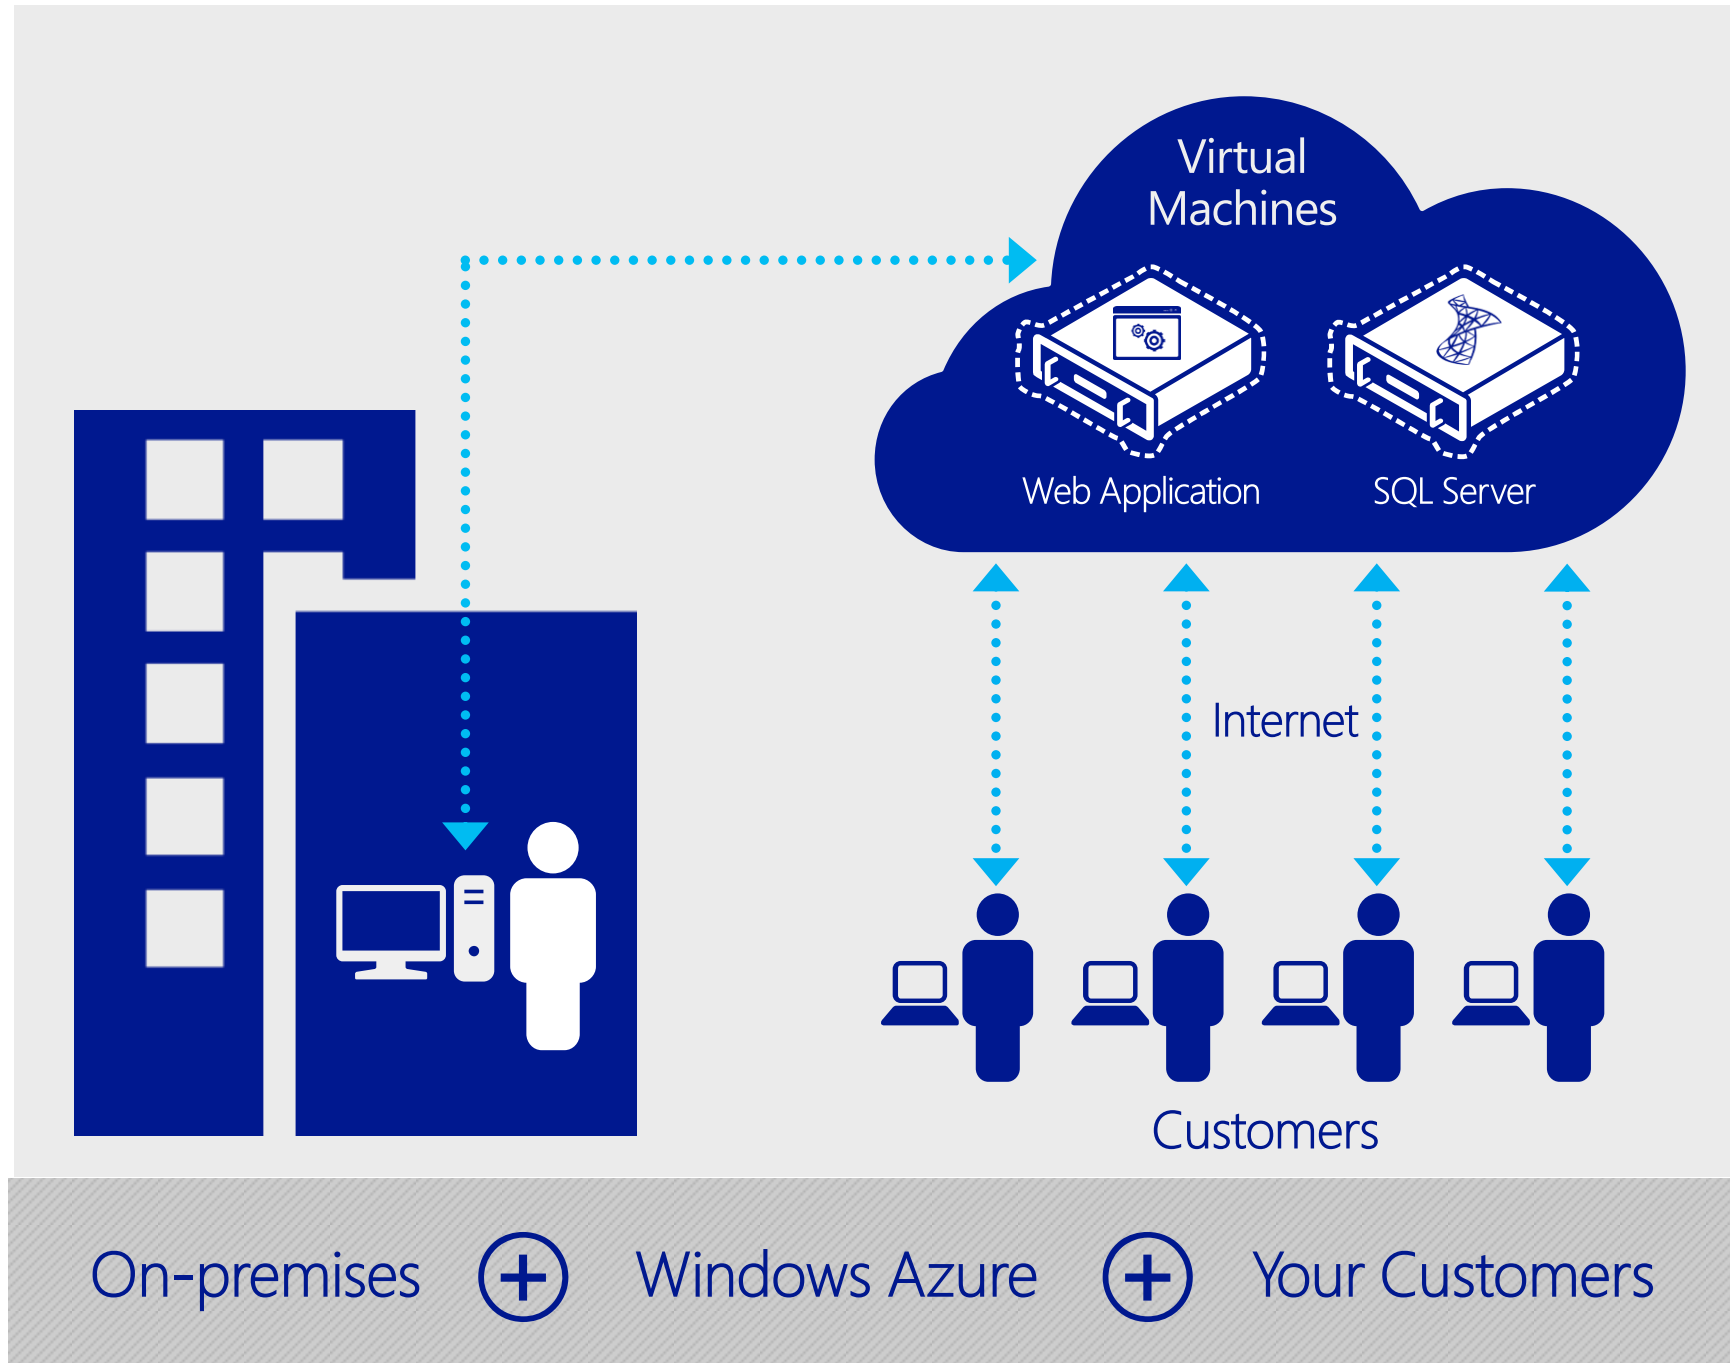 Virtual
Machines
Web Application
SQL Server
Internet
Customers
On-premises + Windows Azure + Your Customers